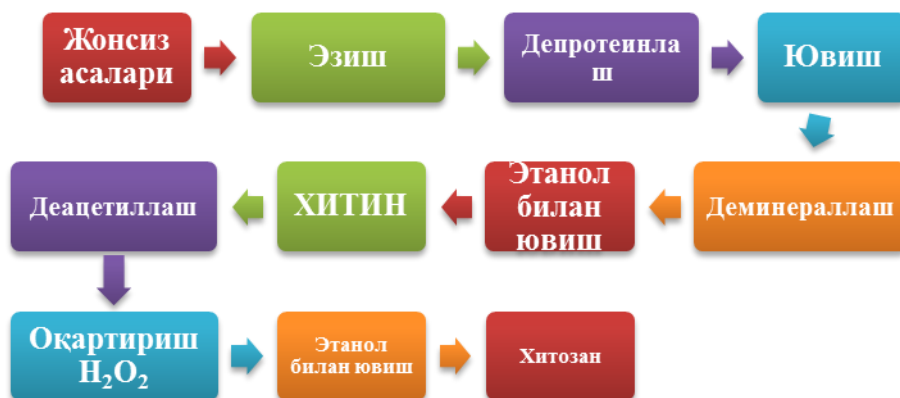 Жонсиз
асалари
Эзиш
Депротеинла
ш
Ювиш
Деминераллаш
Этанол
билан
ювиш
ХИТИН
Деацетиллаш
Оқартириш
H₂O₂
Этанол
билан ювиш
Хитозан